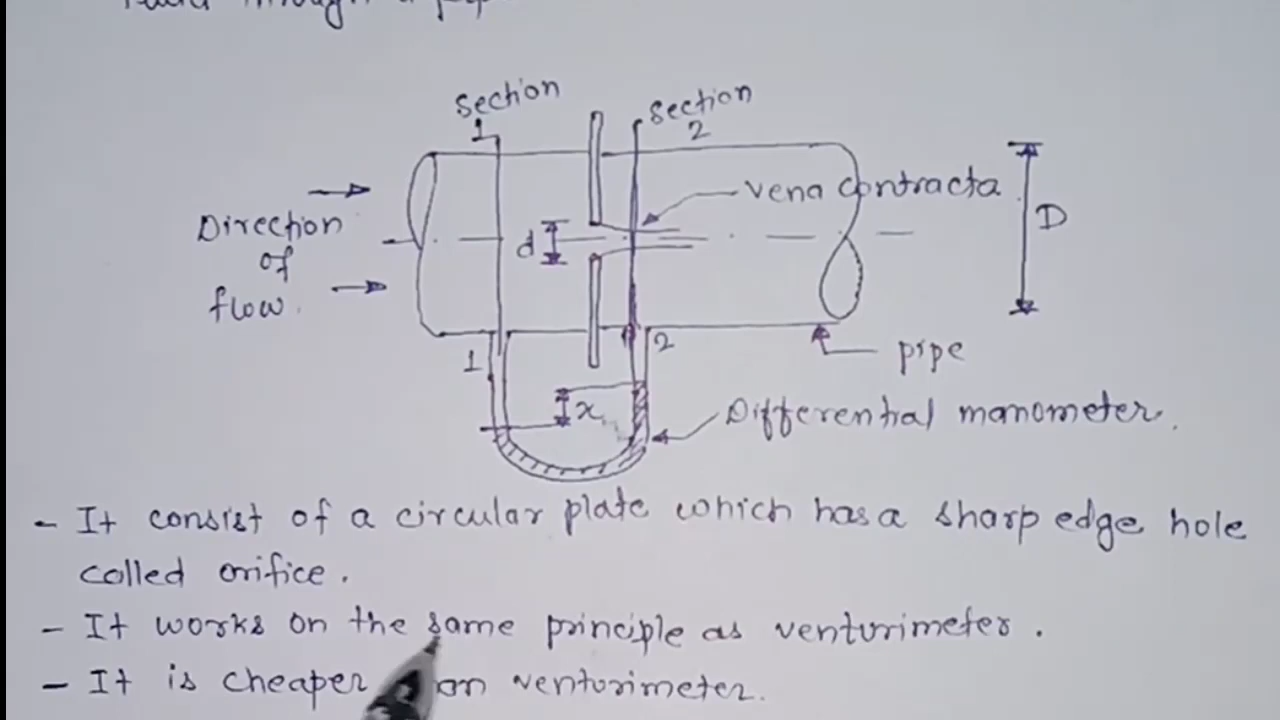 through a
Section
1
Section
2
vena contracta
Direction
of
flow.
d
D
1
2
pipe
x
Differential manometer.
- It consist of a circular plate which has a sharp edge hole
called orifice.
- It works on the same principle as venturimeter.
- It is cheaper venturimeter.